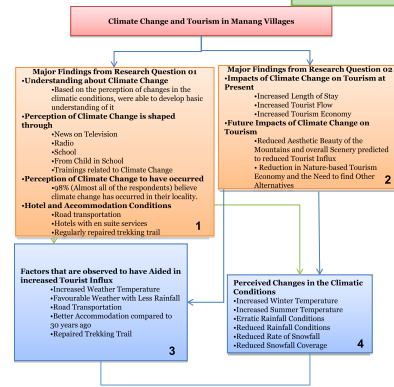 Climate Change and Tourism in Manang Villages
Major Findings from Research Question 01
•Understanding about Climate Change
•Based on the perception of changes in the
climatic conditions, were able to develop basic
understanding of it
•Perception of Climate Change is shaped
through
•News on Television
•Radio
•School
•From Child in School
•Trainings related to Climate Change
•Perception of Climate Change to have occurred
•98% (Almost all of the respondents) believe
climate change has occurred in their locality.
•Hotel and Accommodation Conditions
•Road transportation
•Hotels with en suite services
•Regularly repaired trekking trail
1
Major Findings from Research Question 02
•Impacts of Climate Change on Tourism at
Present
•Increased Length of Stay
•Increased Tourist Flow
•Increased Tourism Economy
•Future Impacts of Climate Change on
Tourism
•Reduced Aesthetic Beauty of the
Mountains and overall Scenery predicted
to reduced Tourist Influx
• Reduction in Nature-based Tourism
Economy and the Need to find Other
Alternatives
2
Factors that are observed to have Aided in
increased Tourist Influx
•Increased Weather Temperature
•Favourable Weather with Less Rainfall
•Road Transportation
•Better Accommodation compared to
30 years ago
•Repaired Trekking Trail
3
Perceived Changes in the Climatic
Conditions
•Increased Winter Temperature
•Increased Summer Temperature
•Erratic Rainfall Conditions
•Reduced Rainfall Conditions
•Reduced Rate of Snowfall
•Reduced Snowfall Coverage
4